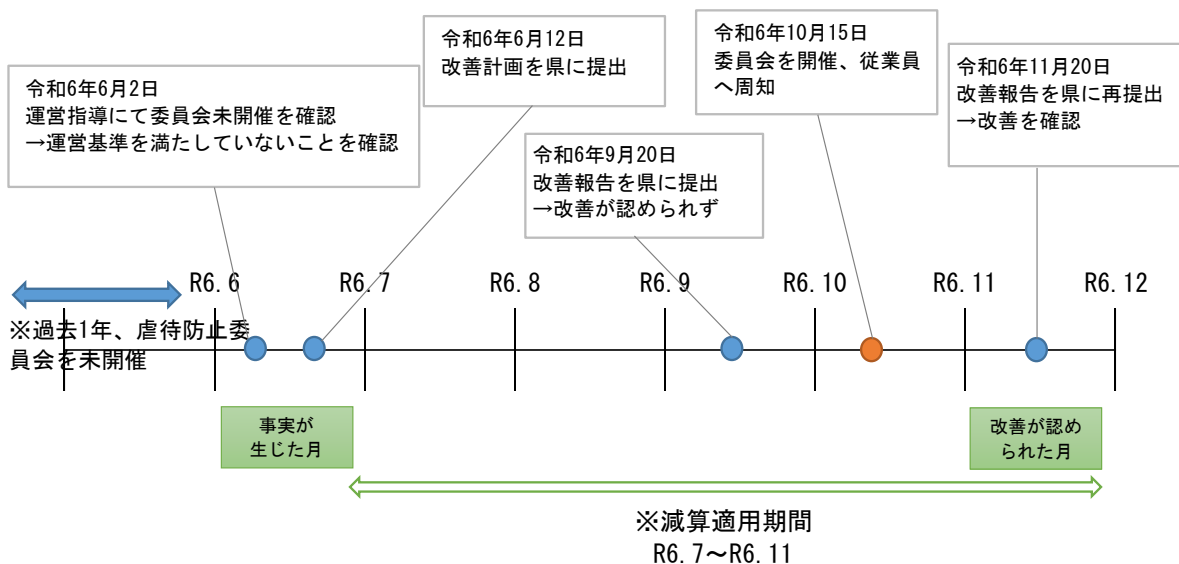 令和6年6月2日
運営指導にて委員会未開催を確認
→運営基準を満たしていないことを確認
令和6年6月12日
改善計画を県に提出
令和6年9月20日
改善報告を県に提出
→改善が認められず
令和6年10月15日
委員会を開催、従業員
へ周知
令和6年11月20日
改善報告を県に再提出
→改善を確認
R6.6
R6.7
R6.8
R6.9
R6.10
R6.11
R6.12
※過去1年、虐待防止委
員会を未開催
事実が
生じた月
改善が認め
られた月
※減算適用期間
R6.7～R6.11